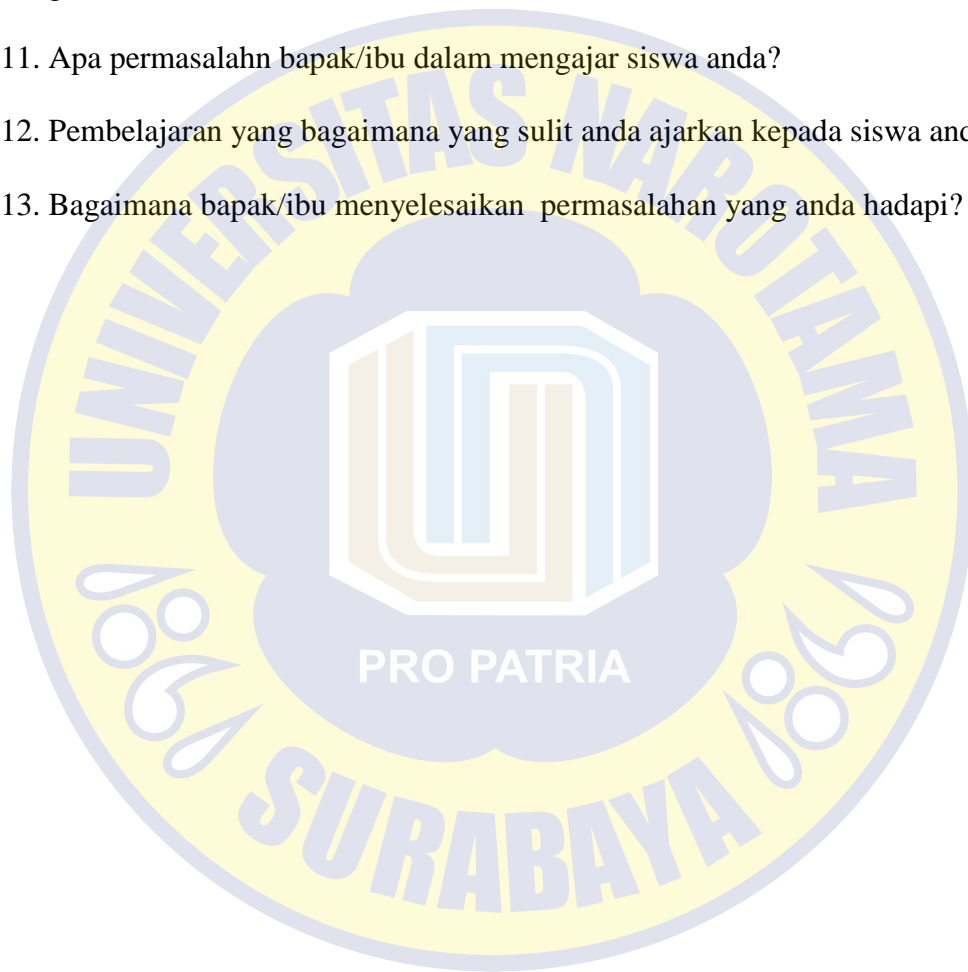 11. Apa permasalahn bapak/ibu dalam mengajar siswa anda?
12. Pembelajaran yang bagaimana yang sulit anda ajarkan kepada siswa
13. Bagaimana bapak/ibu menyelesaikan permasalahan yang anda hadapi?
UNIVERSITAS NAROTAMA
PRO PATRIA
SURABAYA